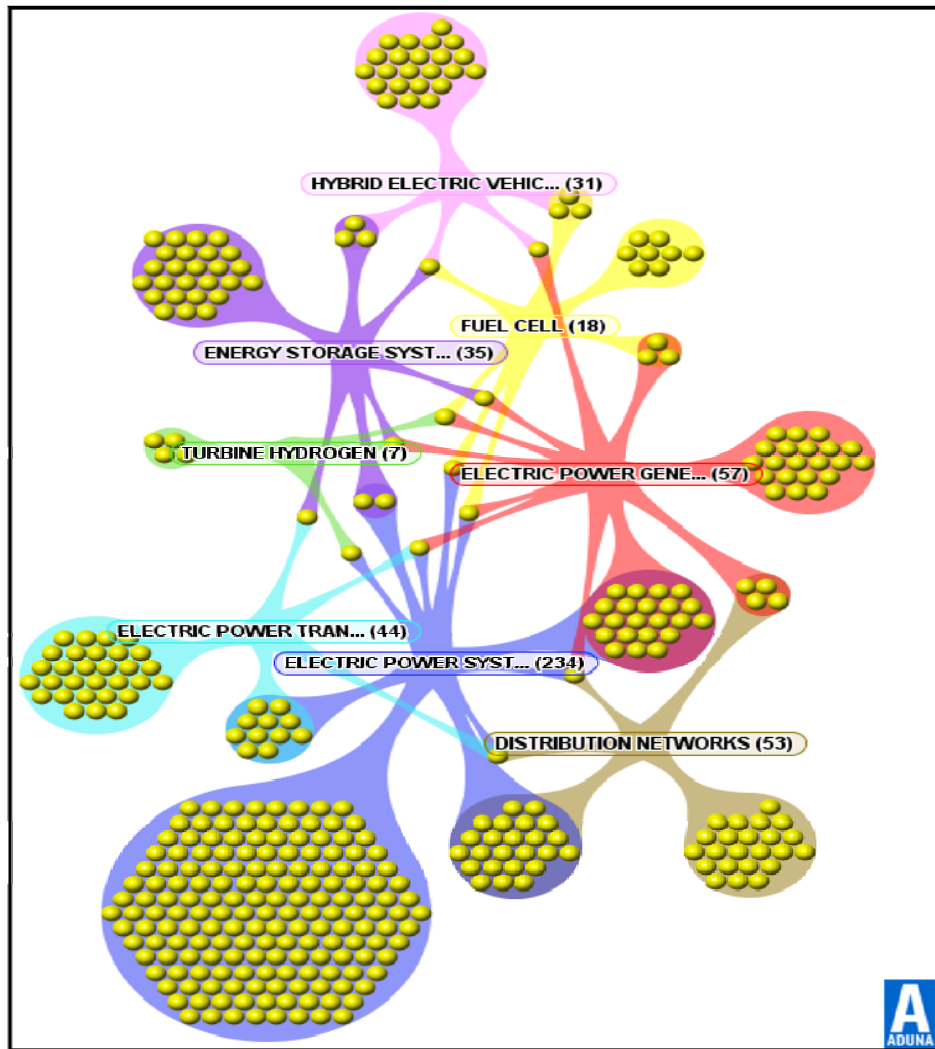 HYBRID ELECTRIC VEHIC... (31)
FUEL CELL (18)
ENERGY STORAGE SYST... (35)
TURBINE HYDROGEN (7)
ELECTRIC POWER GENE... (57)
ELECTRIC POWER TRAN... (44)
ELECTRIC POWER SYST... (234)
DISTRIBUTION NETWORKS (53)
A
ADUNA